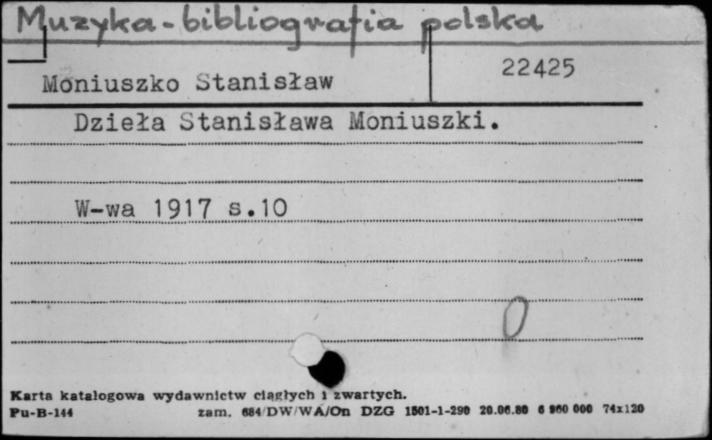 Muzyka-bibliografia polska
Moniuszko Stanisław
22425
Dzieła Stanisława Moniuszki.
W-wa 1917 s.10
0
Karta katalogowa wydawnictw ciągłych i zwartych.
Pu-B-144 zam. 684/DW/WA/On DZG 1501-1-290 20.06.80 6 960 000 74x120